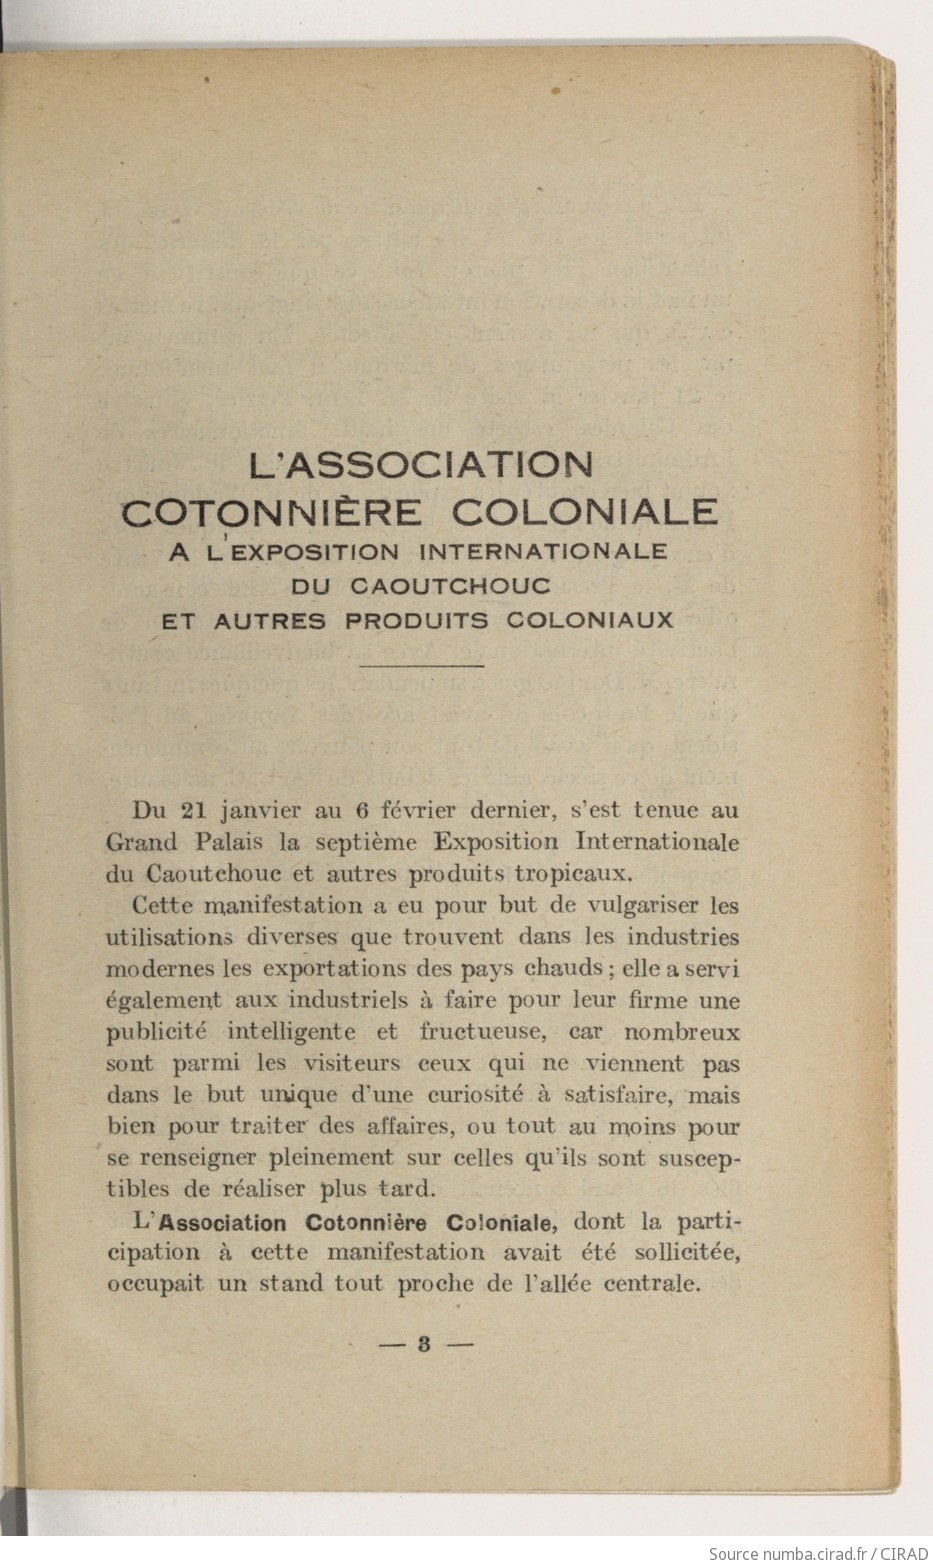 L'ASSOCIATION
COTONNIÈRE COLONIALE
A L'EXPOSITION INTERNATIONALE
DU CAOUTCHOUC
ET AUTRES PRODUITS COLONIAUX
Du 21 janvier au 6 février dernier, s'est tenue au
Grand Palais la septième Exposition Internationale
du Caoutchouc et autres produits tropicaux.
Cette manifestation a eu pour but de vulgariser les
utilisations diverses que trouvent dans les industries
modernes les exportations des pays chauds ; elle a servi
également aux industriels à faire pour leur firme une
publicité intelligente et fructueuse, car nombreux
sont parmi les visiteurs ceux qui ne viennent pas
dans le but unique d'une curiosité à satisfaire, mais
bien pour traiter des affaires, ou tout au moins pour
se renseigner pleinement sur celles qu'ils sont suscep-
tibles de réaliser plus tard.
L'Association Cotonnière Coloniale, dont la parti-
cipation à cette manifestation avait été sollicitée,
occupait un stand tout proche de l'allée centrale.
— 3 —
Source numba.cirad.fr / CIRAD